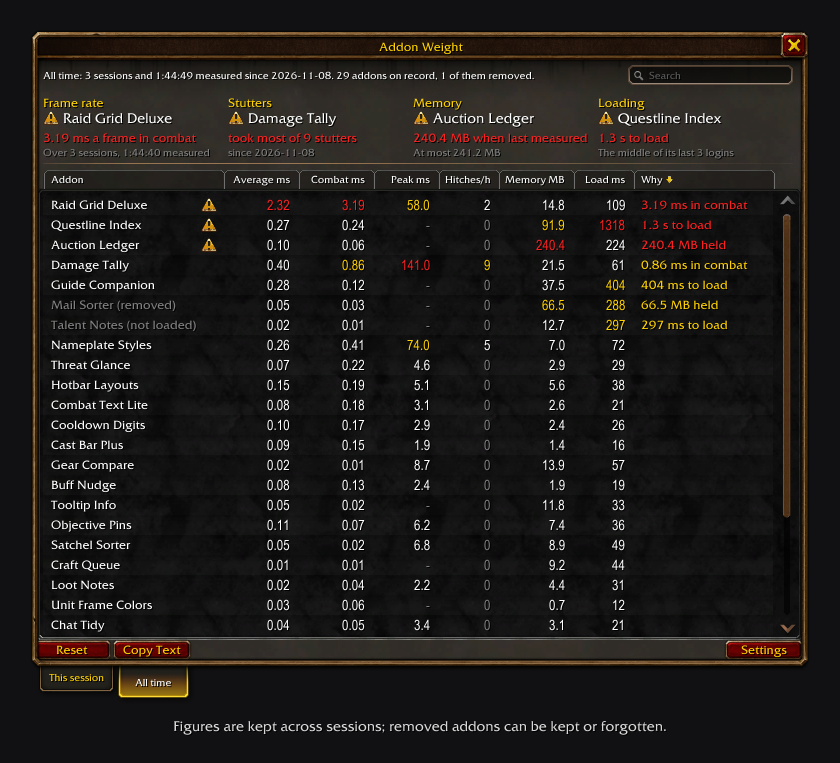 Addon Weight
All time: 3 sessions and 1:44:49 measured since 2026-11-08. 29 addons on record, 1 of them removed.
Search
Frame rate Stutters Memory Loading
Raid Grid Deluxe Damage Tally Auction Ledger Questline Index
3.19 ms a frame in combat took most of 9 stutters 240.4 MB when last measured 1.3 s to load
Over 3 sessions, 1:44:40 measured since 2026-11-08 At most 241.2 MB The middle of its last 3 logins
Addon Average ms Combat ms Peak ms Hitches/h Memory MB Load ms Why
Raid Grid Deluxe 2.32 3.19 58.0 2 14.8 109 3.19 ms in combat
Questline Index 0.27 0.24 - 0 91.9 1318 1.3 s to load
Auction Ledger 0.10 0.06 - 0 240.4 224 240.4 MB held
Damage Tally 0.40 0.86 141.0 9 21.5 61 0.86 ms in combat
Guide Companion 0.28 0.12 - 0 37.5 404 404 ms to load
Mail Sorter (removed) 0.05 0.03 - 0 66.5 288 66.5 MB held
Talent Notes (not loaded) 0.02 0.01 - 0 12.7 297 297 ms to load
Nameplate Styles 0.26 0.41 74.0 5 7.0 72
Threat Glance 0.07 0.22 4.6 0 2.9 29
Hotbar Layouts 0.15 0.19 5.1 0 5.6 38
Combat Text Lite 0.08 0.18 3.1 0 2.6 21
Cooldown Digits 0.10 0.17 2.9 0 2.4 26
Cast Bar Plus 0.09 0.15 1.9 0 1.4 16
Gear Compare 0.02 0.01 8.7 0 13.9 57
Buff Nudge 0.08 0.13 2.4 0 1.9 19
Tooltip Info 0.05 0.02 - 0 11.8 33
Objective Pins 0.11 0.07 6.2 0 7.4 36
Satchel Sorter 0.05 0.02 6.8 0 8.9 49
Craft Queue 0.01 0.01 - 0 9.2 44
Loot Notes 0.02 0.04 2.2 0 4.4 31
Unit Frame Colors 0.03 0.06 - 0 0.7 12
Chat Tidy 0.04 0.05 3.4 0 3.1 21
Reset Copy Text Settings
This session All time
Figures are kept across sessions; removed addons can be kept or forgotten.